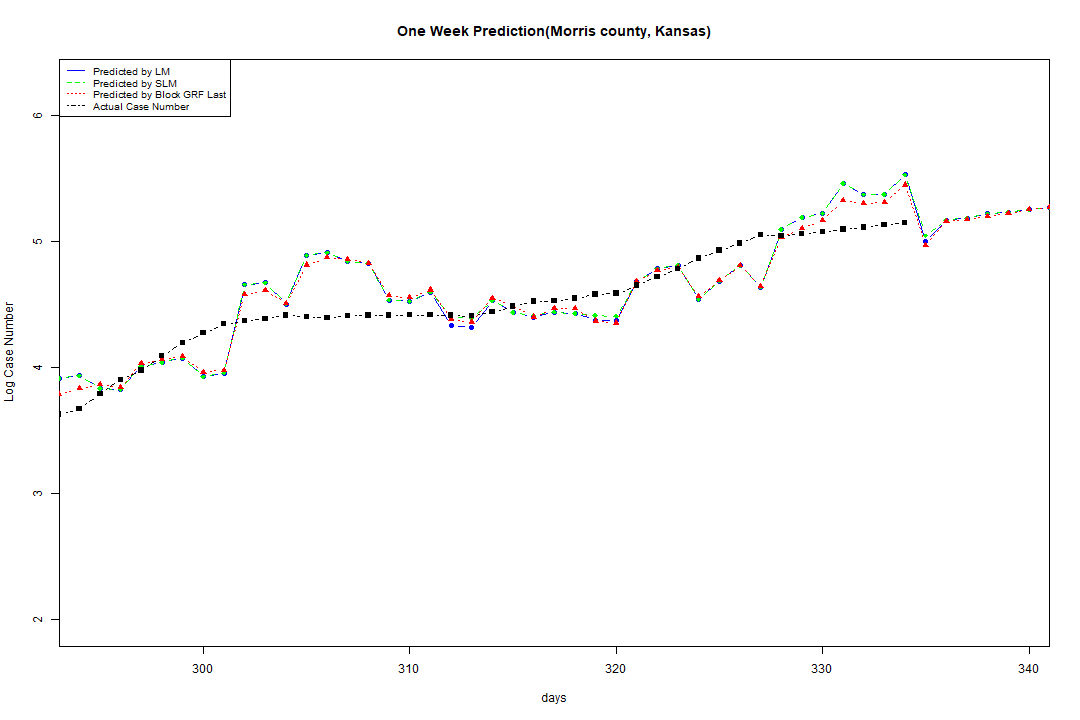 One Week Prediction(Morris county, Kansas)
Predicted by LM
Predicted by SLM
Predicted by Block GRF Last
Actual Case Number
6
5
4
3
2
Log Case Number
300 310 320 330 340
days